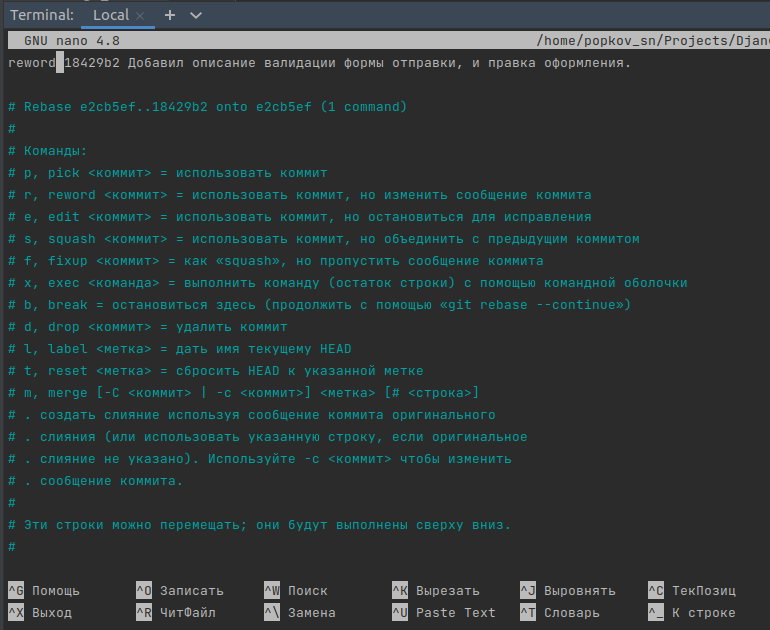 Terminal: Local × + 
GNU nano 4.8 /home/popkov_sn/Projects/Djan
reword 18429b2 Добавил описание валидации формы отправки, и правка оформления.
# Rebase e2cb5ef..18429b2 onto e2cb5ef (1 command)
#
# Команды:
# p, pick <коммит> = использовать коммит
# r, reword <коммит> = использовать коммит, но изменить сообщение коммита
# e, edit <коммит> = использовать коммит, но остановиться для исправления
# s, squash <коммит> = использовать коммит, но объединить с предыдущим коммитом
# f, fixup <коммит> = как «squash», но пропустить сообщение коммита
# x, exec <команда> = выполнить команду (остаток строки) с помощью командной оболочки
# b, break = остановиться здесь (продолжить с помощью «git rebase --continue»)
# d, drop <коммит> = удалить коммит
# l, label <метка> = дать имя текущему HEAD
# t, reset <метка> = сбросить HEAD к указанной метке
# m, merge [-C <коммит> | -c <коммит>] <метка> [# <строка>]
# . создать слияние используя сообщение коммита оригинального
# . слияния (или использовать указанную строку, если оригинальное
# . слияние не указано). Используйте -c <коммит> чтобы изменить
# . сообщение коммита.
#
# Эти строки можно перемещать; они будут выполнены сверху вниз.
#
^G Помощь ^O Записать ^W Поиск ^K Вырезать ^J Выровнять ^C ТекПозиц
^X Выход ^R ЧитФайл ^\ Замена ^U Paste Text ^T Словарь ^_ К строке